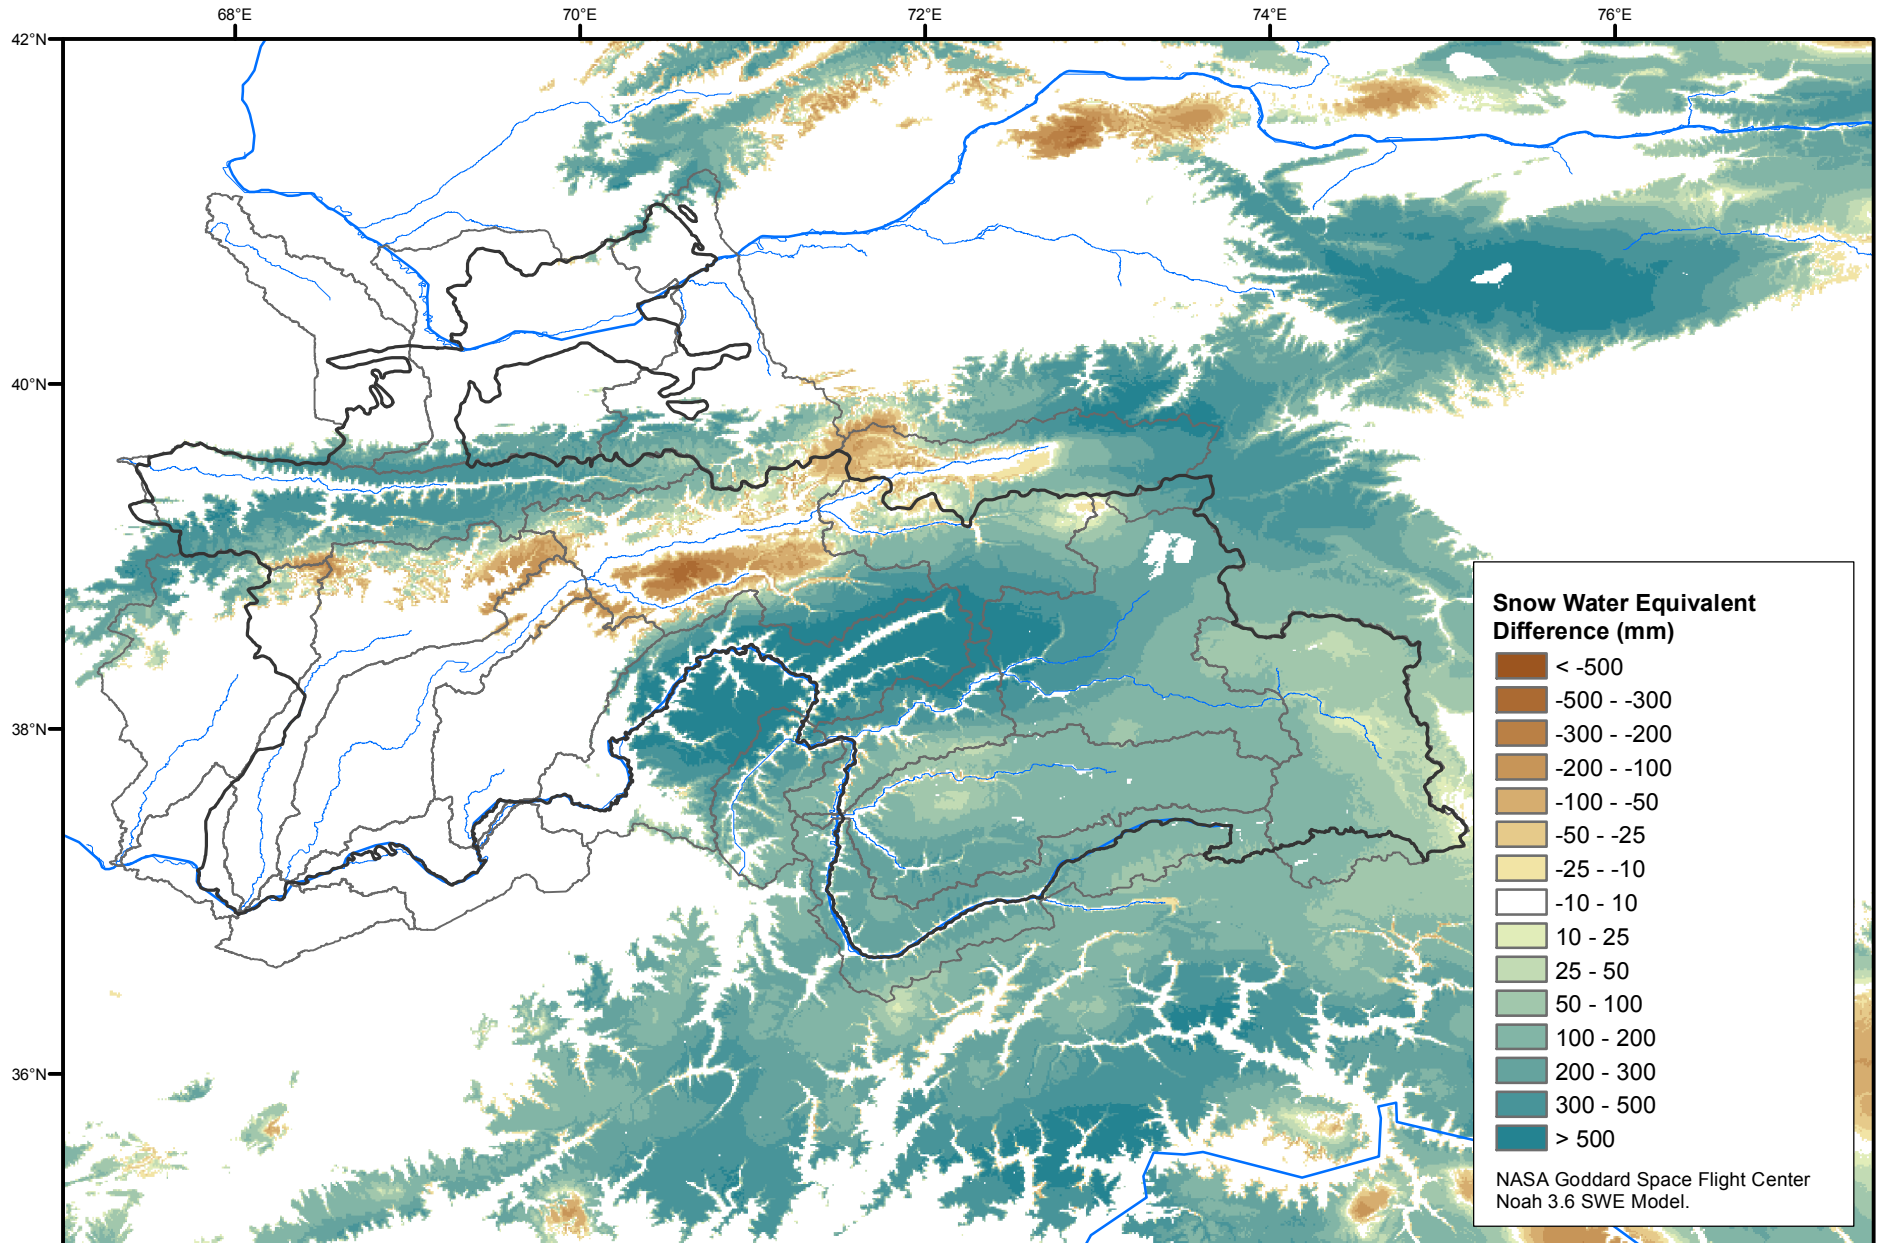 68°E 70°E 72°E 74°E 76°E
42°N
40°N
38°N
36°N
Snow Water Equivalent
Difference (mm)
< -500
-500 - -300
-300 - -200
-200 - -100
-100 - -50
-50 - -25
-25 - -10
-10 - 10
10 - 25
25 - 50
50 - 100
100 - 200
200 - 300
300 - 500
> 500
NASA Goddard Space Flight Center
Noah 3.6 SWE Model.